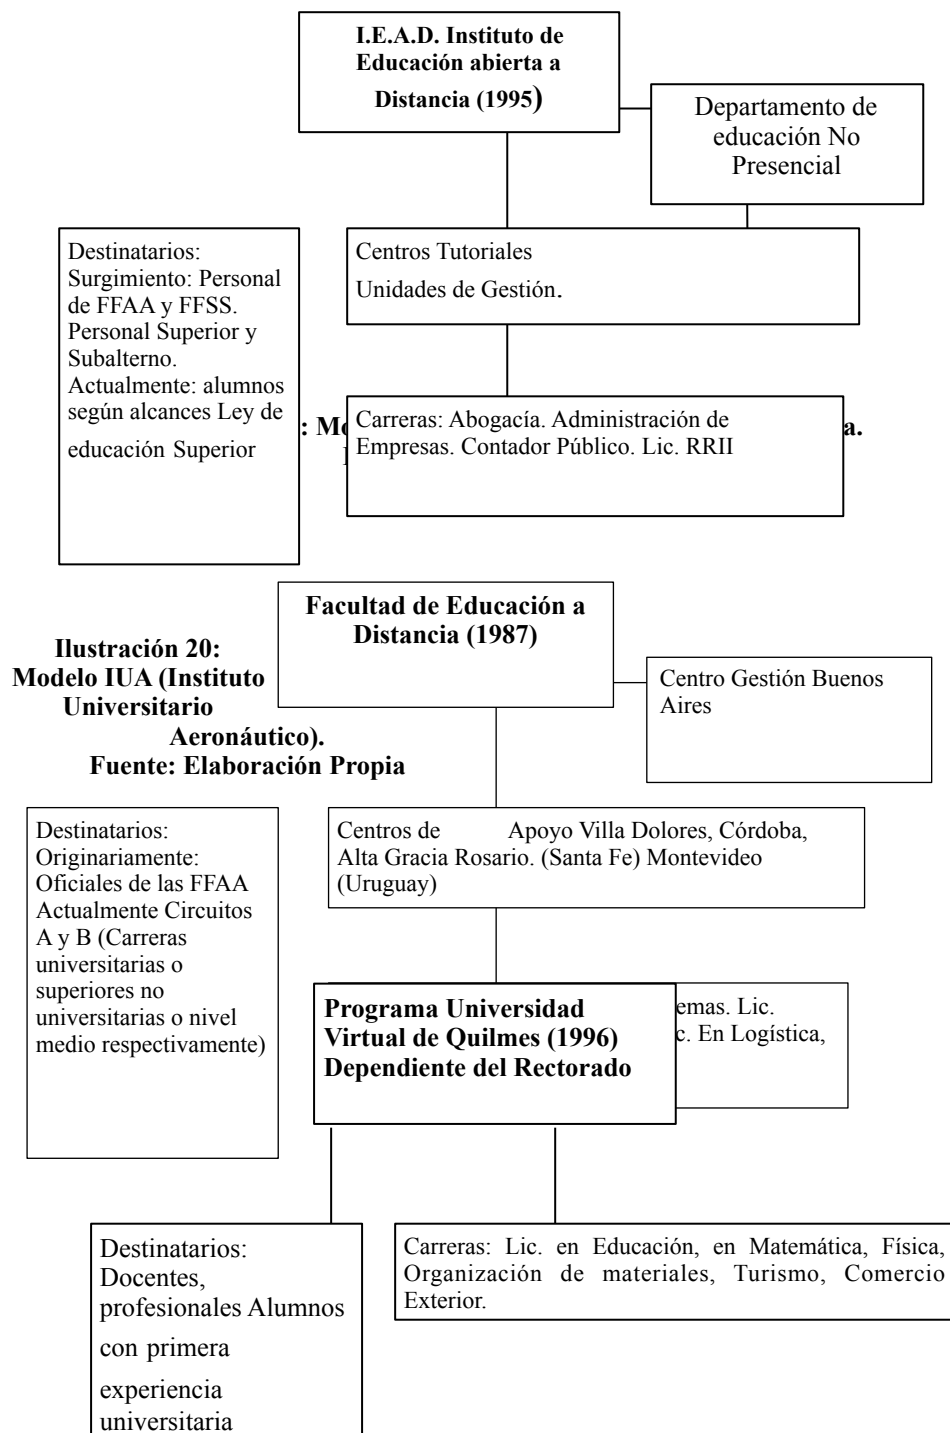 I.E.A.D. Instituto de
Educación abierta a
Distancia (1995)
Departamento de
educación No
Presencial
Destinatarios:
Surgimiento: Personal
de FFAA y FFSS.
Personal Superior y
Subalterno.
Actualmente: alumnos
según alcances Ley de
educación Superior
Centros Tutoriales
Unidades de Gestión.
Carreras: Abogacía. Administración de
Empresas. Contador Público. Lic. RRII
Facultad de Educación a
Distancia (1987)
Ilustración 20:
Modelo IUA (Instituto
Universitario
Aeronáutico).
Fuente: Elaboración Propia
Centro Gestión Buenos
Aires
Destinatarios:
Originariamente:
Oficiales de las FFAA
Actualmente Circuitos
A y B (Carreras
universitarias o
superiores no
universitarias o nivel
medio respectivamente)
Centros de Apoyo Villa Dolores, Córdoba,
Alta Gracia Rosario. (Santa Fe) Montevideo
(Uruguay)
Programa Universidad
Virtual de Quilmes (1996)
Dependiente del Rectorado
Lic.
En Logística,
Destinatarios:
Docentes,
profesionales Alumnos
con primera
experiencia
universitaria
Carreras: Lic. en Educación, en Matemática, Física,
Organización de materiales, Turismo, Comercio
Exterior.